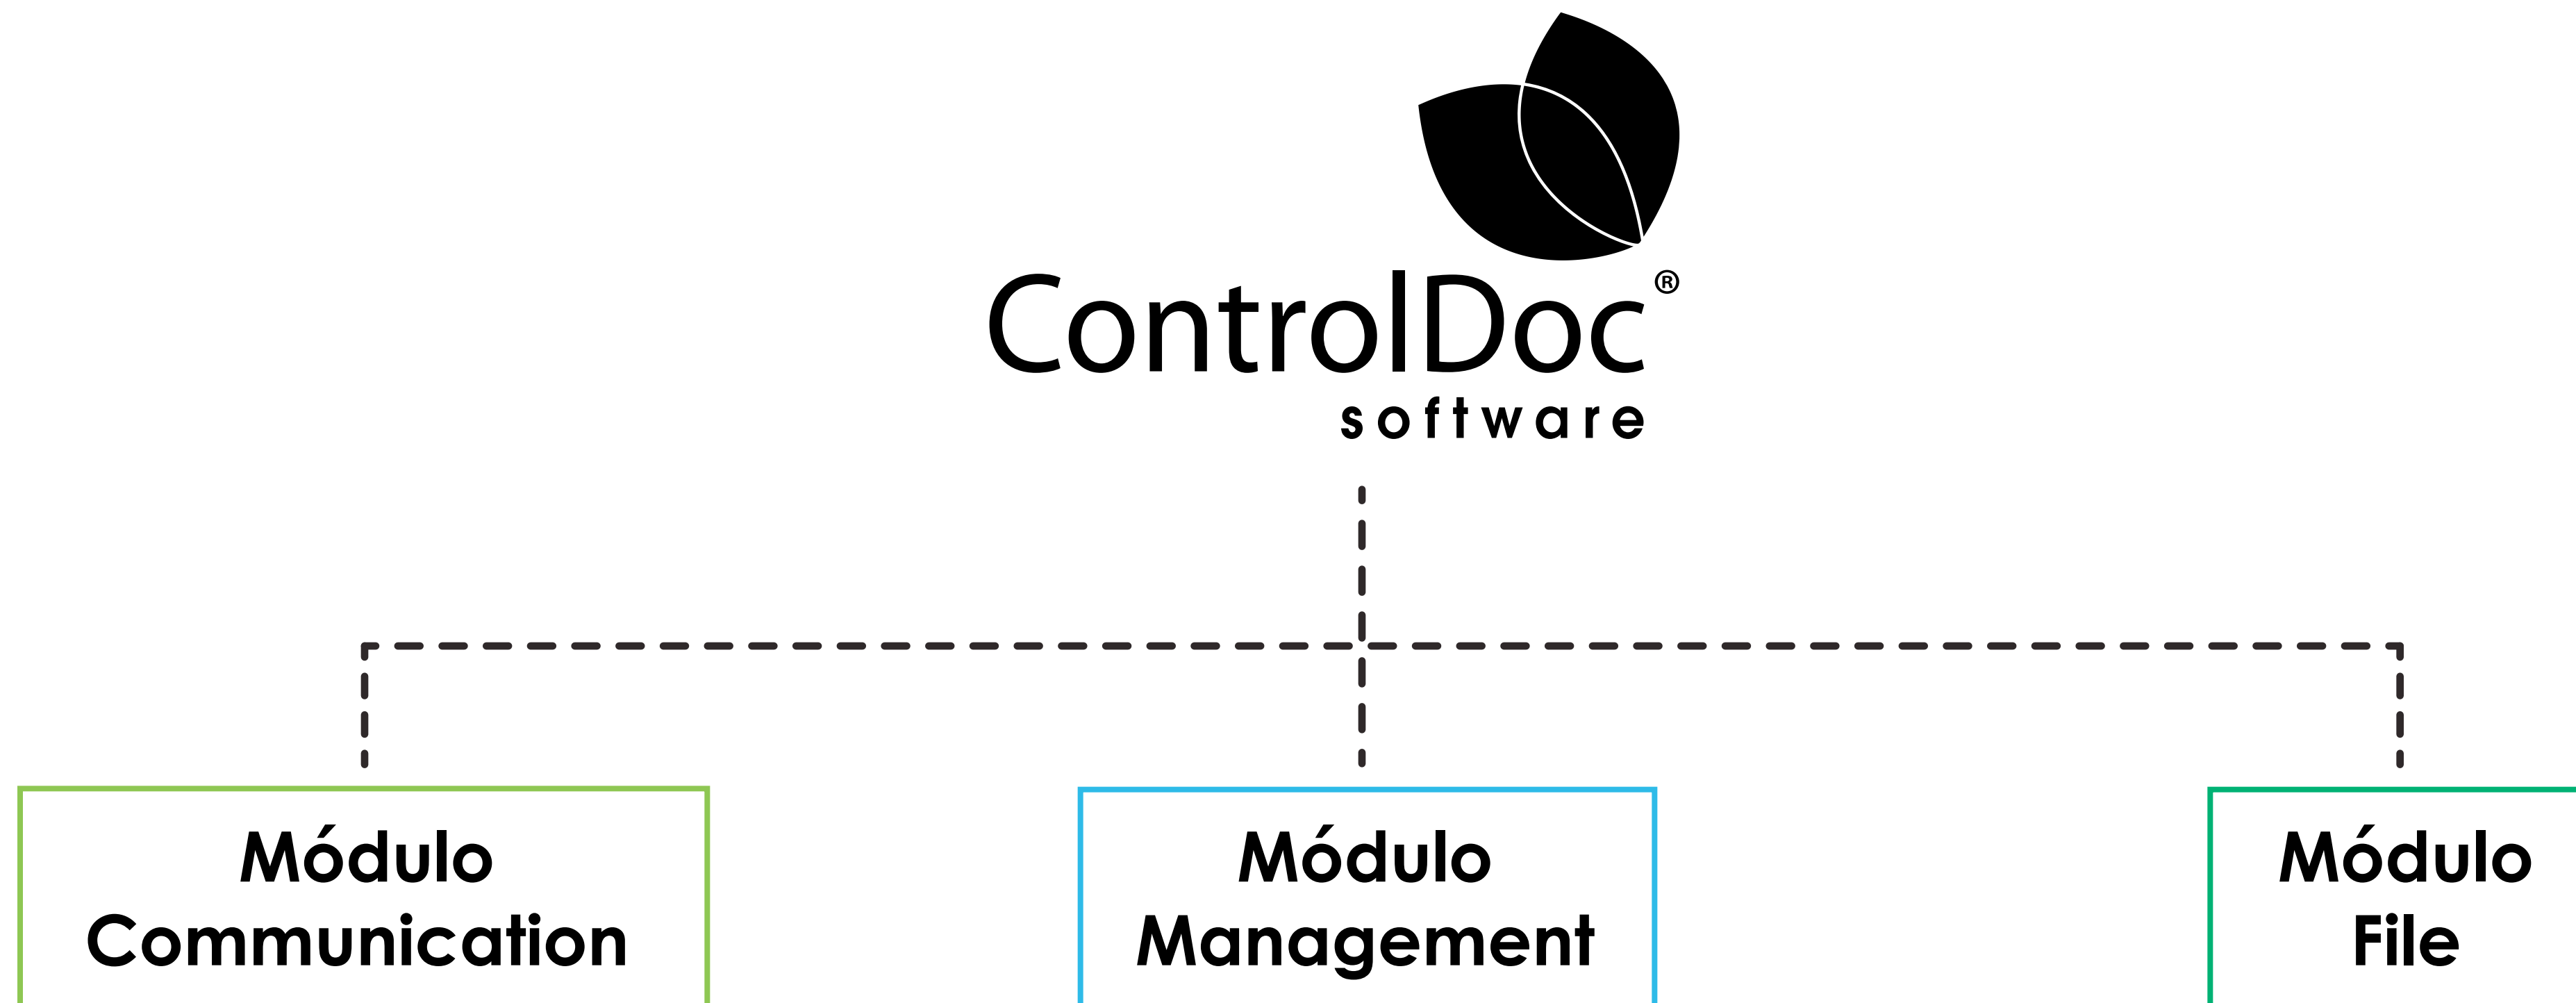 ControlDoc®
software
Módulo
Communication
Módulo
Management
Módulo
File